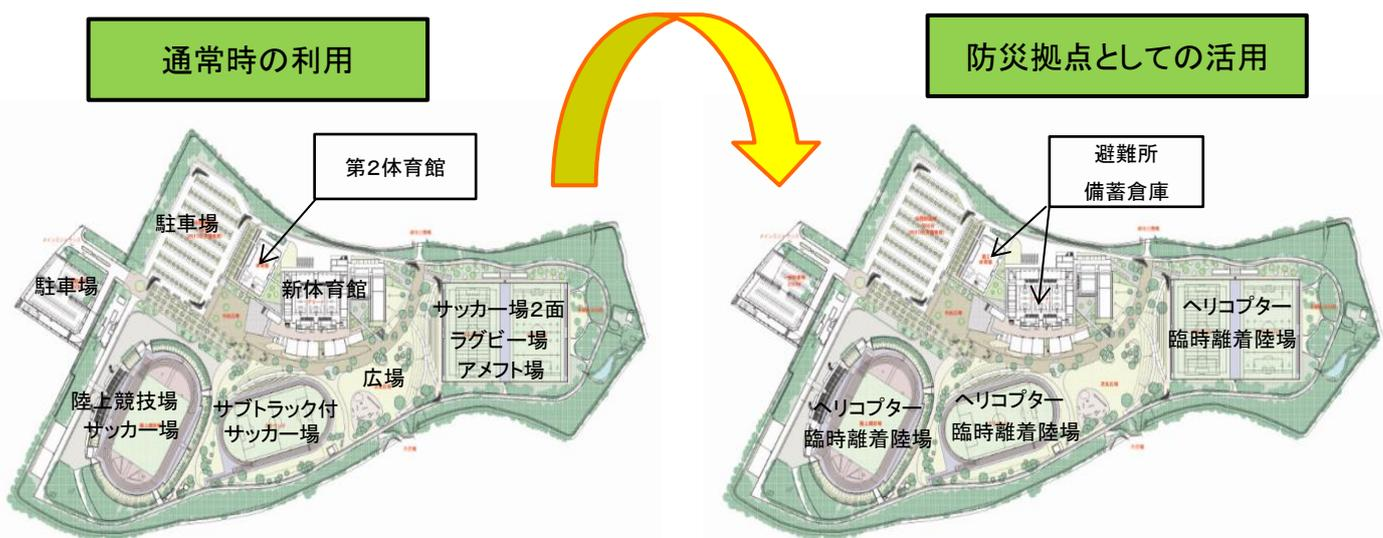 通常時の利用
防災拠点としての活用
第2体育館
駐車場
駐車場
新体育館
サッカー場2面
ラグビー場
アメフト場
広場
陸上競技場
サッカー場
サブトラック付
サッカー場
避難所
備蓄倉庫
ヘリコプター
臨時離着陸場
ヘリコプター
臨時離着陸場
ヘリコプター
臨時離着陸場